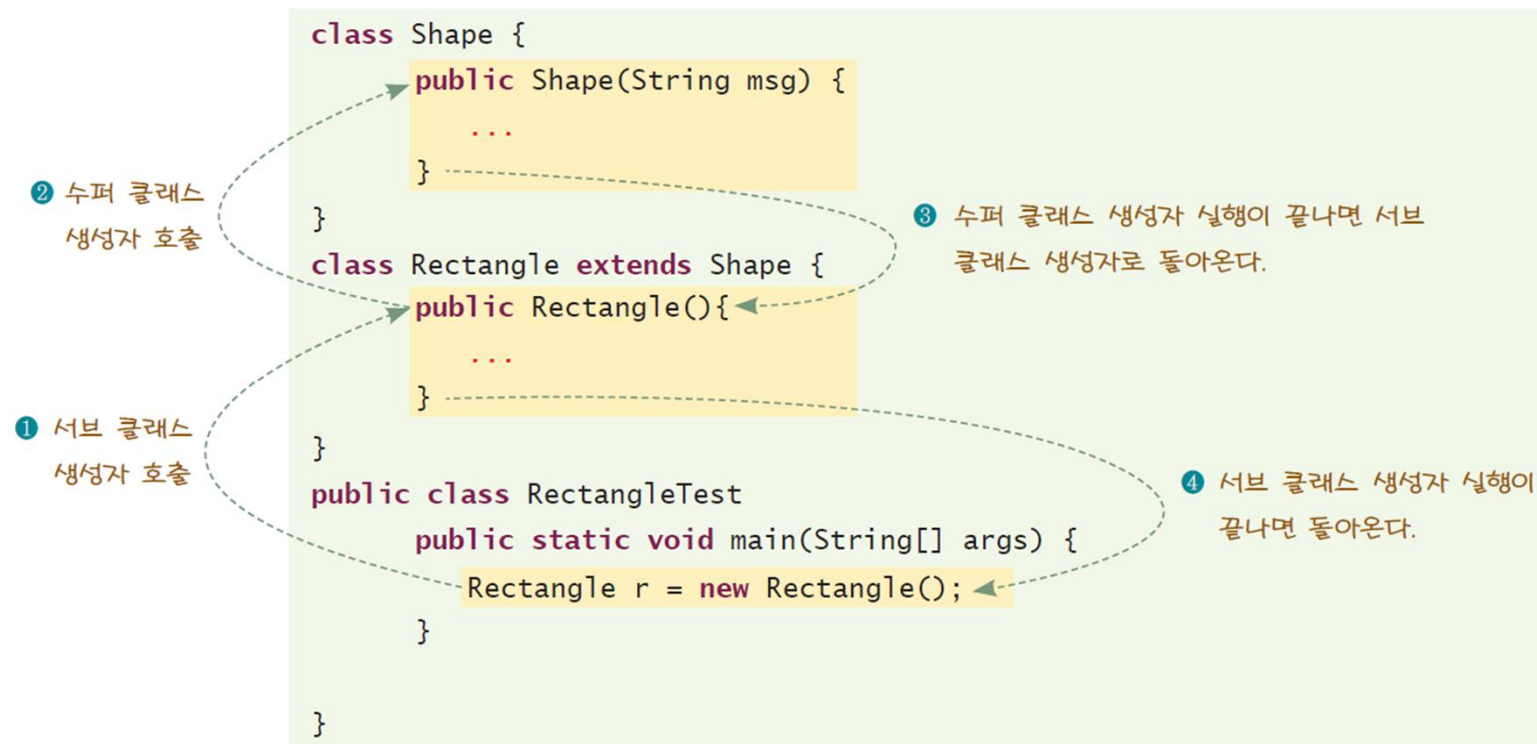 class Shape {
public Shape(String msg) {
...
}
❷ 수퍼 클래스
생성자 호출
}
❸ 수퍼 클래스 생성자 실행이 끝나면 서브
클래스 생성자로 돌아온다.
class Rectangle extends Shape {
public Rectangle(){
...
}
❶ 서브 클래스
생성자 호출
}
public class RectangleTest
❹ 서브 클래스 생성자 실행이
끝나면 돌아온다.
public static void main(String[] args) {
Rectangle r = new Rectangle();
}
}